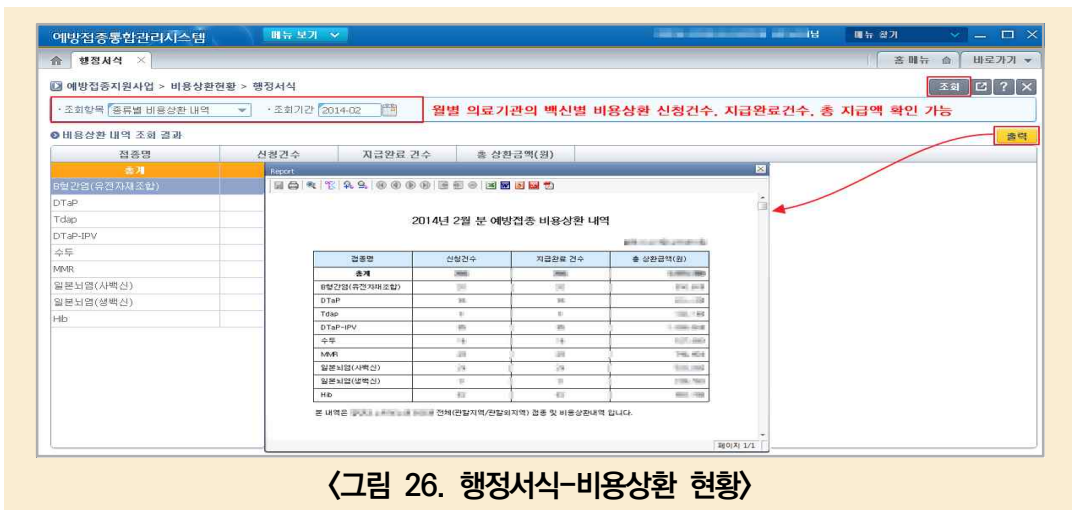 예방접종통합관리시스템
메뉴 보기
님
메뉴 찾기
행정서식
홈 메뉴
바로가기
예방접종지원사업 > 비용상환현황 > 행정서식
조회
· 조회항목 종류별 비용상환 내역
· 조회기간 2014-02
월별 의료기관의 백신별 비용상환 신청건수, 지급완료건수, 총 지급액 확인 가능
비용상환 내역 조회 결과
출력
접종명 신청건수 지급완료 건수 총 상환금액(원)
총계
B형간염(유전자재조합)
DTaP
Tdap
DTaP-IPV
수두
MMR
일본뇌염(사백신)
일본뇌염(생백신)
Hib
Report
2014년 2월 분 예방접종 비용상환 내역
접종명 신청건수 지급완료 건수 총 상환금액(원)
총계
B형간염(유전자재조합)
DTaP
Tdap
DTaP-IPV
수두
MMR
일본뇌염(사백신)
일본뇌염(생백신)
Hib
본 내역은 전체(관할지역/관할외지역) 접종 및 비용상환내역 입니다.
페이지 1/1
<그림 26. 행정서식-비용상환 현황>